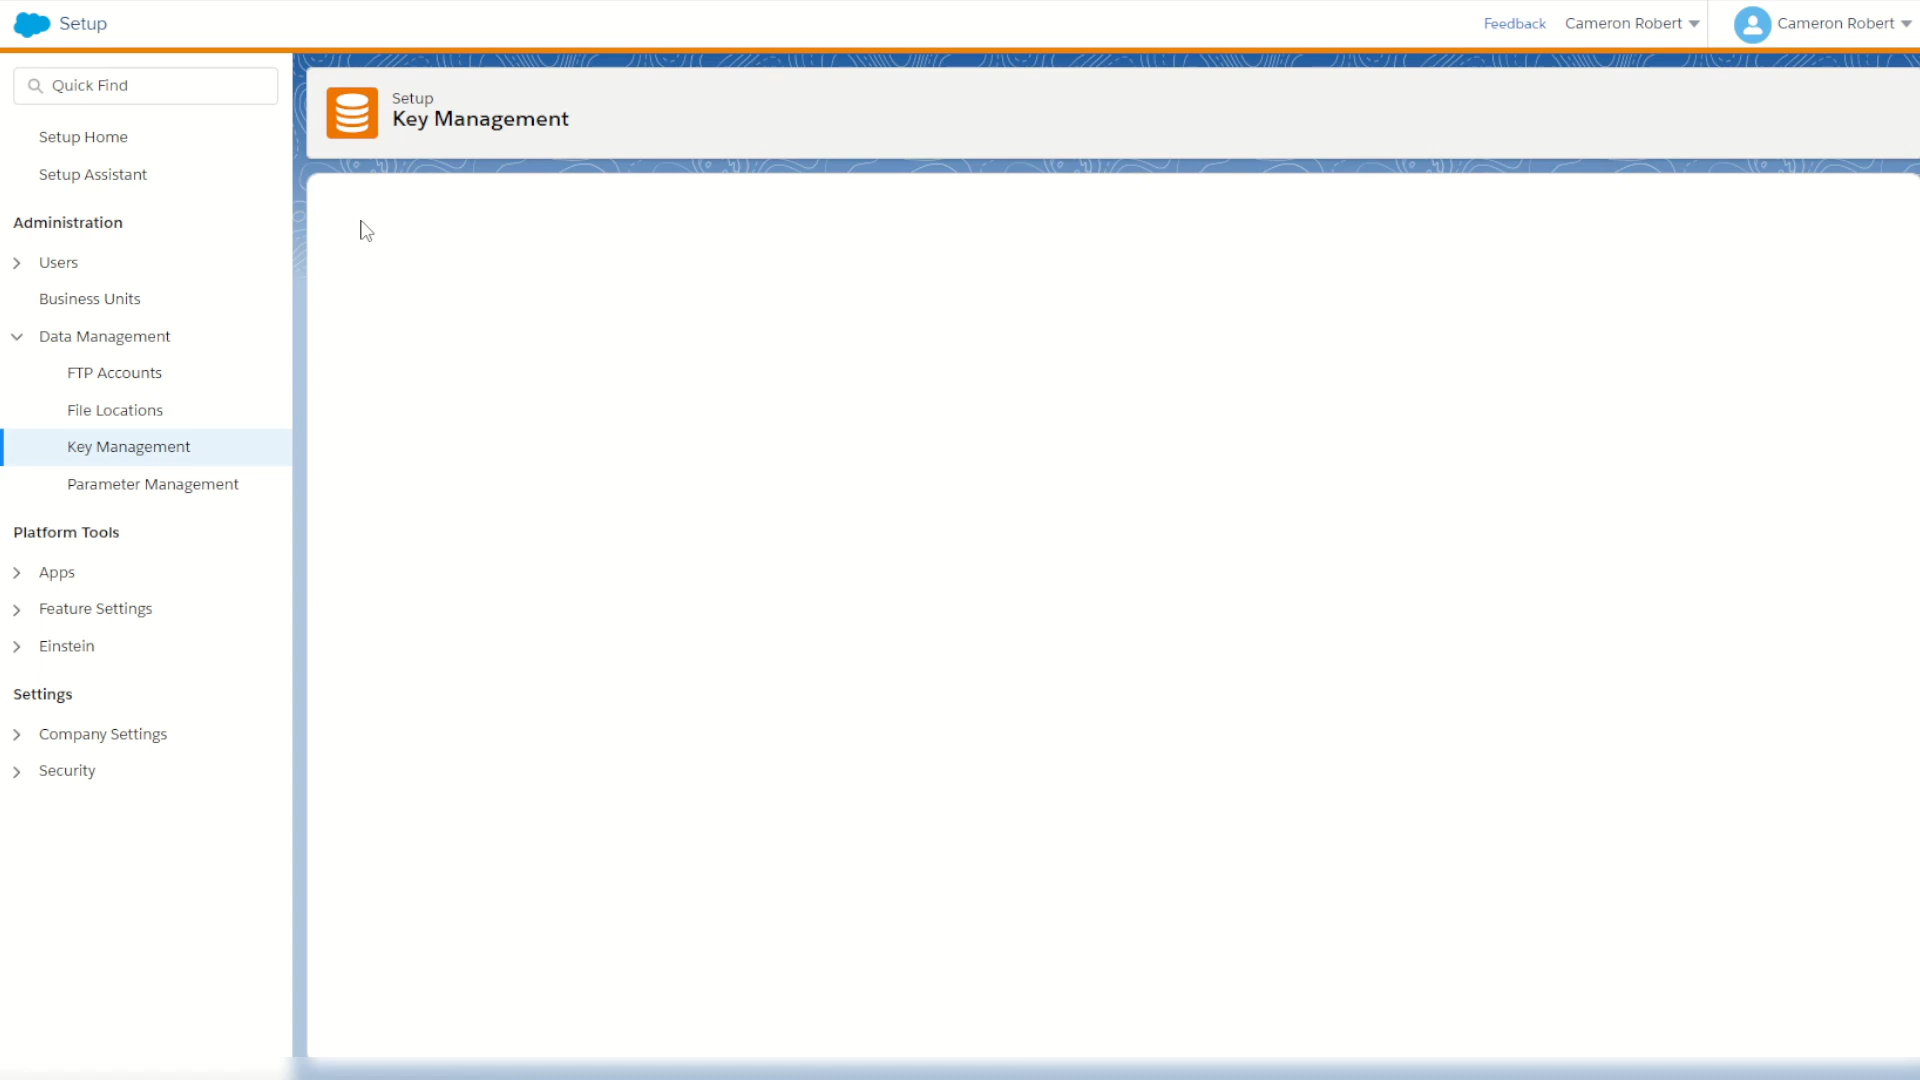 Setup
Feedback
Cameron Robert
Cameron Robert
Quick Find
Setup Home
Setup Assistant
Administration
Users
Business Units
Data Management
FTP Accounts
File Locations
Key Management
Parameter Management
Platform Tools
Apps
Feature Settings
Einstein
Settings
Company Settings
Security
Setup
Key Management